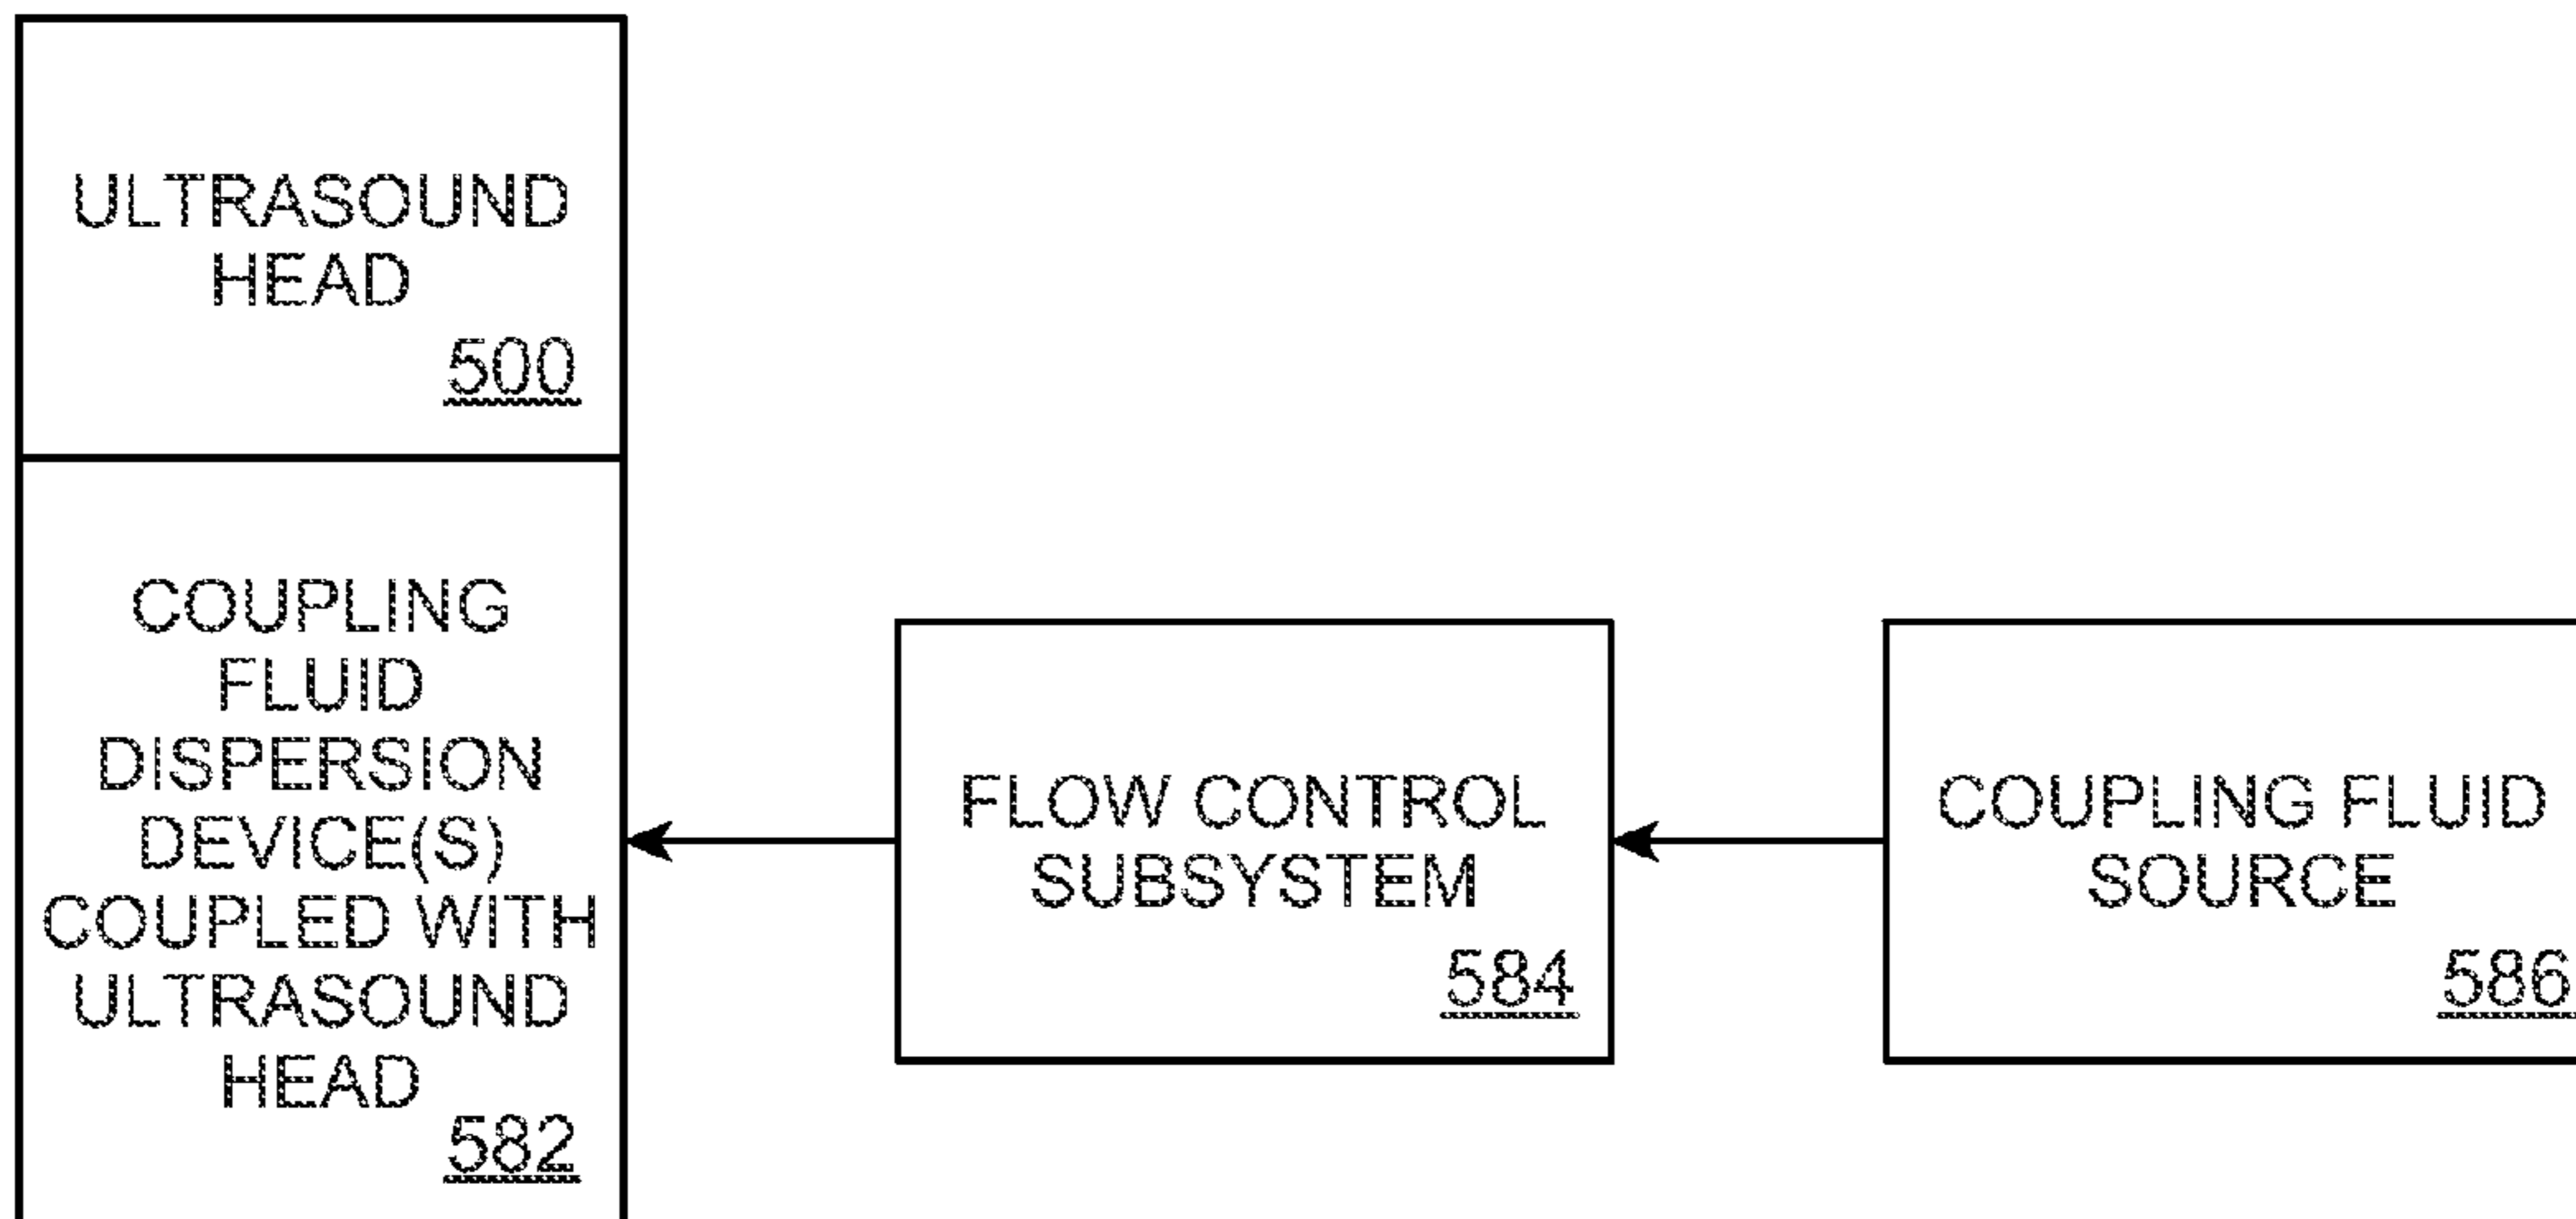 ULTRASOUND
HEAD
500
COUPLING
FLUID
DISPERSION
DEVICE(S)
COUPLED WITH
ULTRASOUND
HEAD
582
FLOW CONTROL
SUBSYSTEM
584
COUPLING FLUID
SOURCE
586